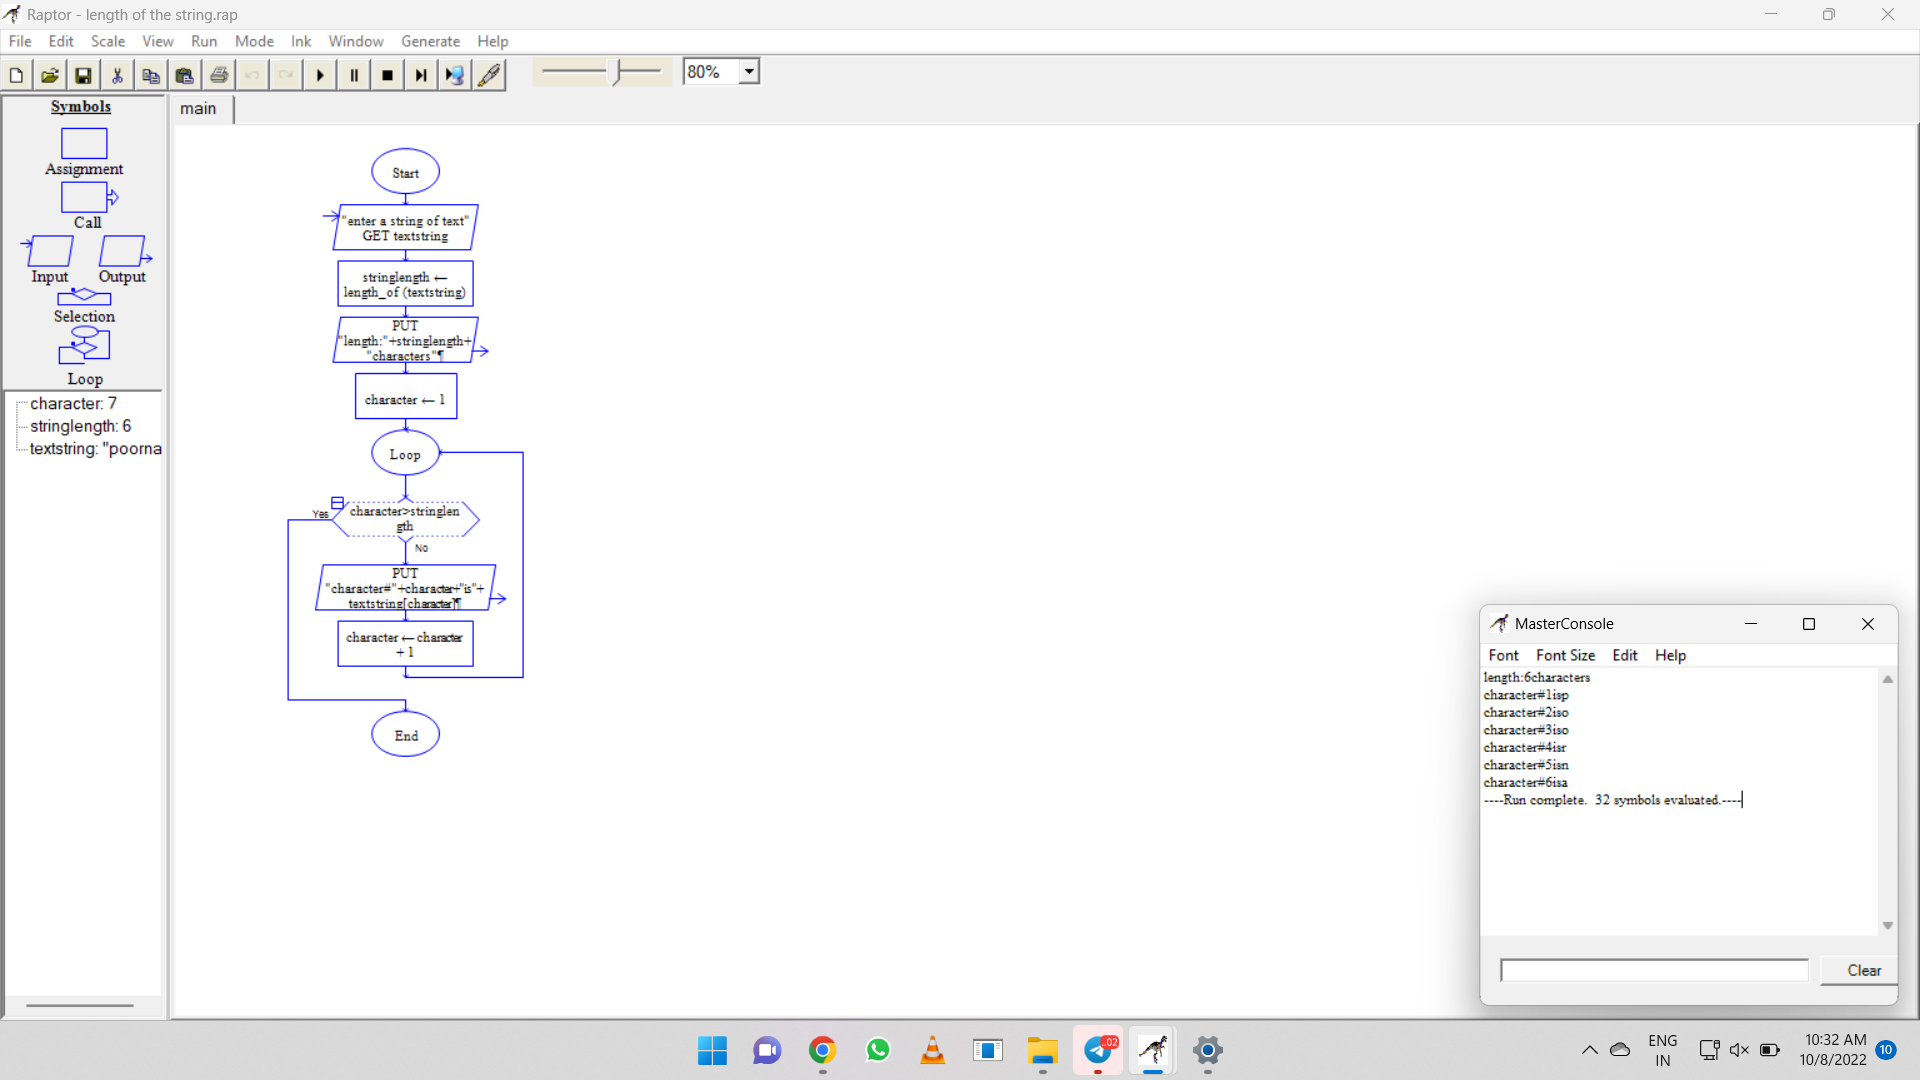 Raptor - length of the string.rap
File Edit Scale View Run Mode Ink Window Generate Help
80%
Symbols
Assignment
Call
Input Output
Selection
Loop
character: 7
stringlength: 6
textstring: "poorna
main
Start
"enter a string of text"
GET textstring
stringlength ←
length_of (textstring)
PUT
"length:"+stringlength+
"characters"¶
character ← 1
Loop
Yes
character>stringlen
gth
No
PUT
"character#"+character+"is"+
textstring[character]¶
character ← character
+ 1
End
MasterConsole
Font Font Size Edit Help
length:6characters
character#1isp
character#2iso
character#3iso
character#4isr
character#5isn
character#6isa
----Run complete.  32 symbols evaluated.----
Clear
..02
ENG
IN
10:32 AM
10/8/2022
10